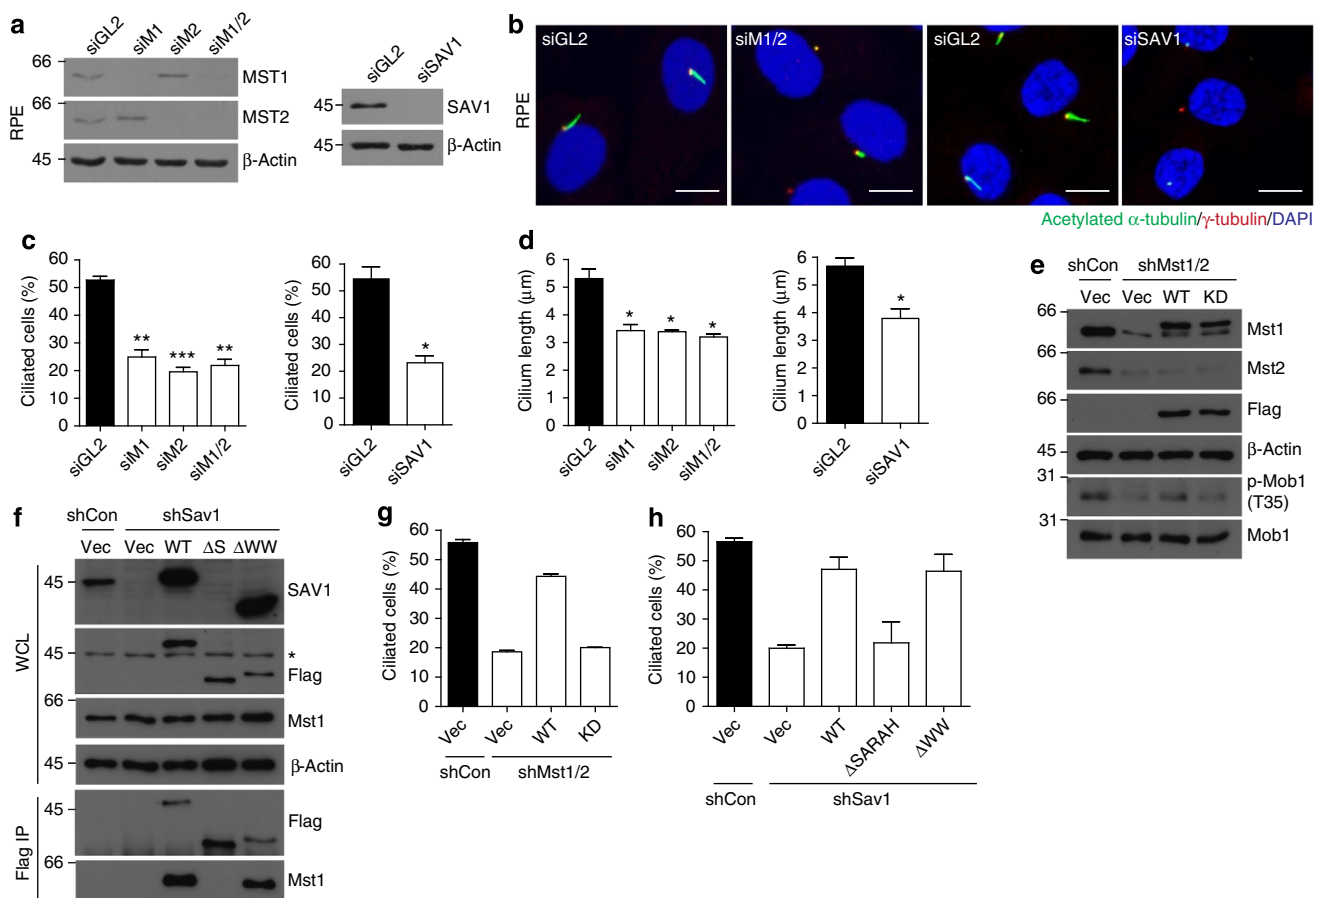 a
siGL2 siM1 siM2 siM1/2
RPE
66
MST1
66
MST2
45
β-Actin
siGL2 siSAV1
45
SAV1
45
β-Actin
b
RPE
siGL2 siM1/2 siGL2 siSAV1
Acetylated α-tubulin/γ-tubulin/DAPI
c
Ciliated cells (%)
60
50
40
30
20
10
0
** *** **
siGL2 siM1 siM2 siM1/2
Ciliated cells (%)
60
50
40
30
20
10
0
*
siGL2 siSAV1
d
Cilium length (μm)
6
5
4
3
2
1
0
* * *
siGL2 siM1 siM2 siM1/2
Cilium length (μm)
6
5
4
3
2
1
0
*
siGL2 siSAV1
e
shCon shMst1/2
Vec Vec WT KD
66
Mst1
66
Mst2
66
Flag
45
β-Actin
31
p-Mob1
(T35)
31
Mob1
f
shCon shSav1
Vec Vec WT ΔS ΔWW
WCL
45
SAV1
45
*
Flag
66
Mst1
45
β-Actin
Flag IP
45
Flag
66
Mst1
g
Ciliated cells (%)
60
50
40
30
20
10
0
Vec Vec WT KD
shCon shMst1/2
h
Ciliated cells (%)
60
50
40
30
20
10
0
Vec Vec WT ΔSARAH ΔWW
shCon shSav1